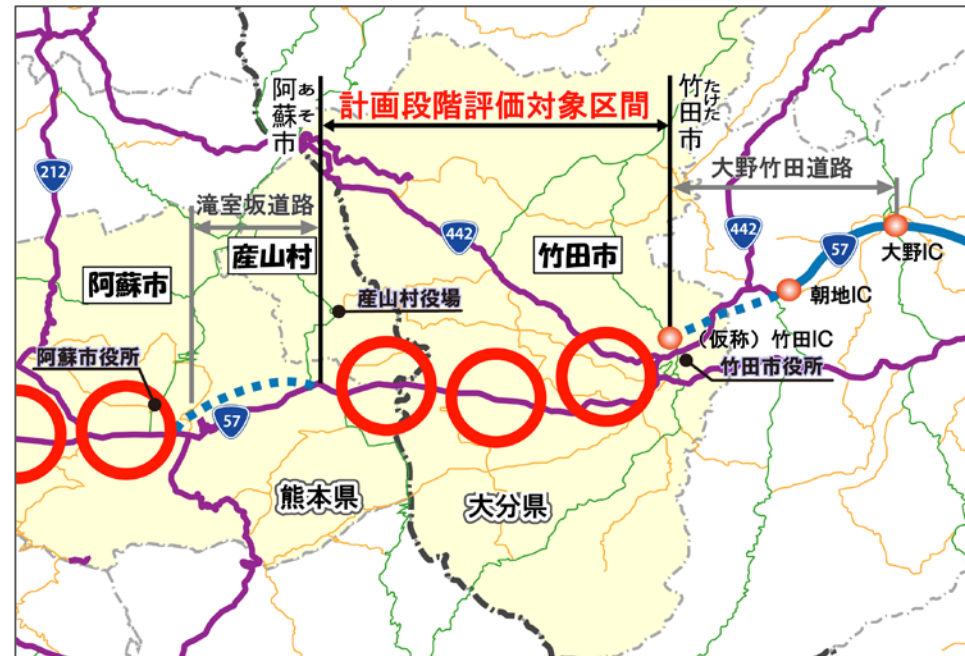 あそ
阿蘇市
計画段階評価対象区間
たけた
竹田市
212
滝室坂道路
大野竹田道路
442
442
57
産山村
竹田市
大野IC
阿蘇市
産山村役場
朝地IC
(仮称)竹田IC
阿蘇市役所
竹田市役所
57
熊本県
大分県